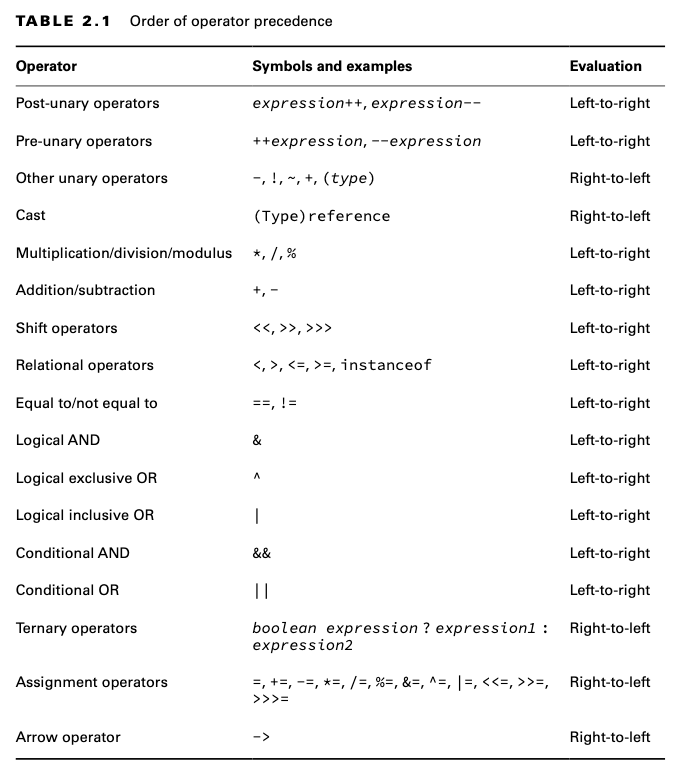 TABLE 2.1 Order of operator precedence
Operator Symbols and examples Evaluation
Post-unary operators expression++, expression-- Left-to-right
Pre-unary operators ++expression, --expression Left-to-right
Other unary operators -, !, ~, +, (type) Right-to-left
Cast (Type)reference Right-to-left
Multiplication/division/modulus *, /, % Left-to-right
Addition/subtraction +, - Left-to-right
Shift operators <<, >>, >>> Left-to-right
Relational operators <, >, <=, >=, instanceof Left-to-right
Equal to/not equal to ==, != Left-to-right
Logical AND & Left-to-right
Logical exclusive OR ^ Left-to-right
Logical inclusive OR | Left-to-right
Conditional AND && Left-to-right
Conditional OR || Left-to-right
Ternary operators boolean expression ? expression1 : Right-to-left
expression2
Assignment operators =, +=, -=, *=, /=, %=, &=, ^=, |=, <<=, >>=, Right-to-left
>>>=
Arrow operator -> Right-to-left